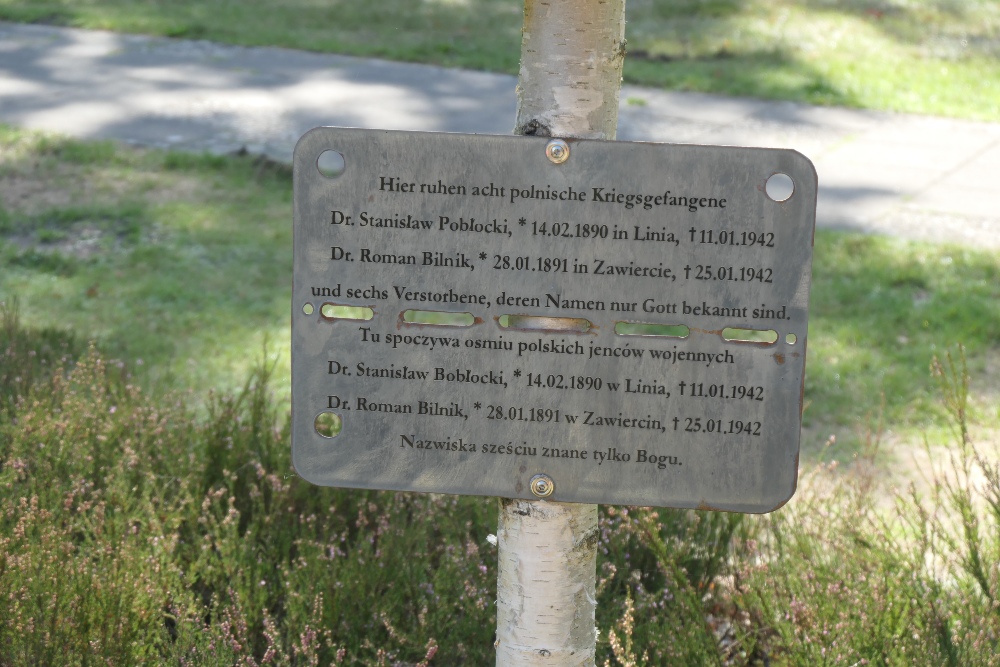 Hier ruhen acht polnische Kriegsgefangene
Dr. Stanisław Pobłocki, * 14.02.1890 in Linia, † 11.01.1942
Dr. Roman Bilnik, * 28.01.1891 in Zawiercie, † 25.01.1942
und sechs Verstorbene, deren Namen nur Gott bekannt sind.
Tu spoczywa ośmiu polskich jenców wojennych
Dr. Stanisław Bobłocki, * 14.02.1890 w Linia, † 11.01.1942
Dr. Roman Bilnik, * 28.01.1891 w Zawiercin, † 25.01.1942
Nazwiska sześciu znane tylko Bogu.